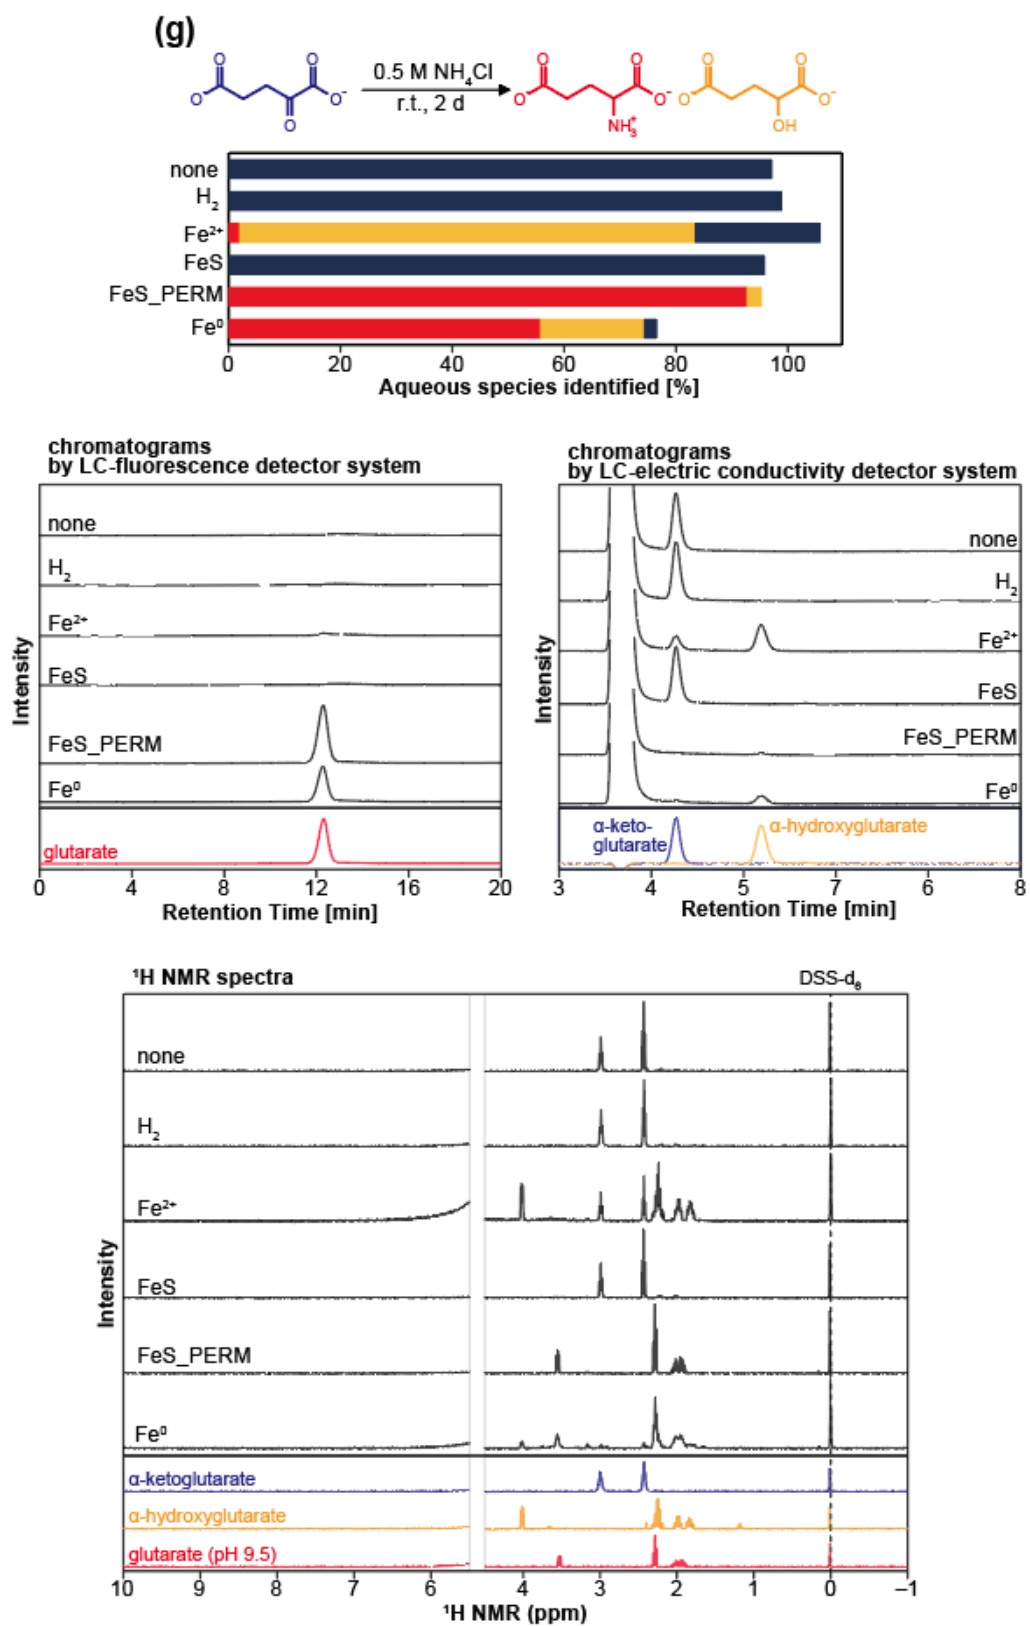 (g)
O O O O
0.5 M NH₄Cl
O O⁻ O O⁻ O O⁻
r.t., 2 d
O NH₃⁺ OH
none
H₂
Fe²⁺
FeS
FeS_PERM
Fe⁰
0 20 40 60 80 100
Aqueous species identified [%]
chromatograms
by LC-fluorescence detector system
none
H₂
Fe²⁺
FeS
FeS_PERM
Fe⁰
glutarate
Intensity
0 4 8 12 16 20
Retention Time [min]
chromatograms
by LC-electric conductivity detector system
none
H₂
Fe²⁺
FeS
FeS_PERM
Fe⁰
α-keto-
glutarate
α-hydroxyglutarate
Intensity
3 4 5 7 6 8
Retention Time [min]
¹H NMR spectra
DSS-d₆
none
H₂
Fe²⁺
FeS
FeS_PERM
Fe⁰
α-ketoglutarate
α-hydroxyglutarate
glutarate (pH 9.5)
Intensity
10 9 8 7 6 4 3 2 1 0 –1
¹H NMR (ppm)